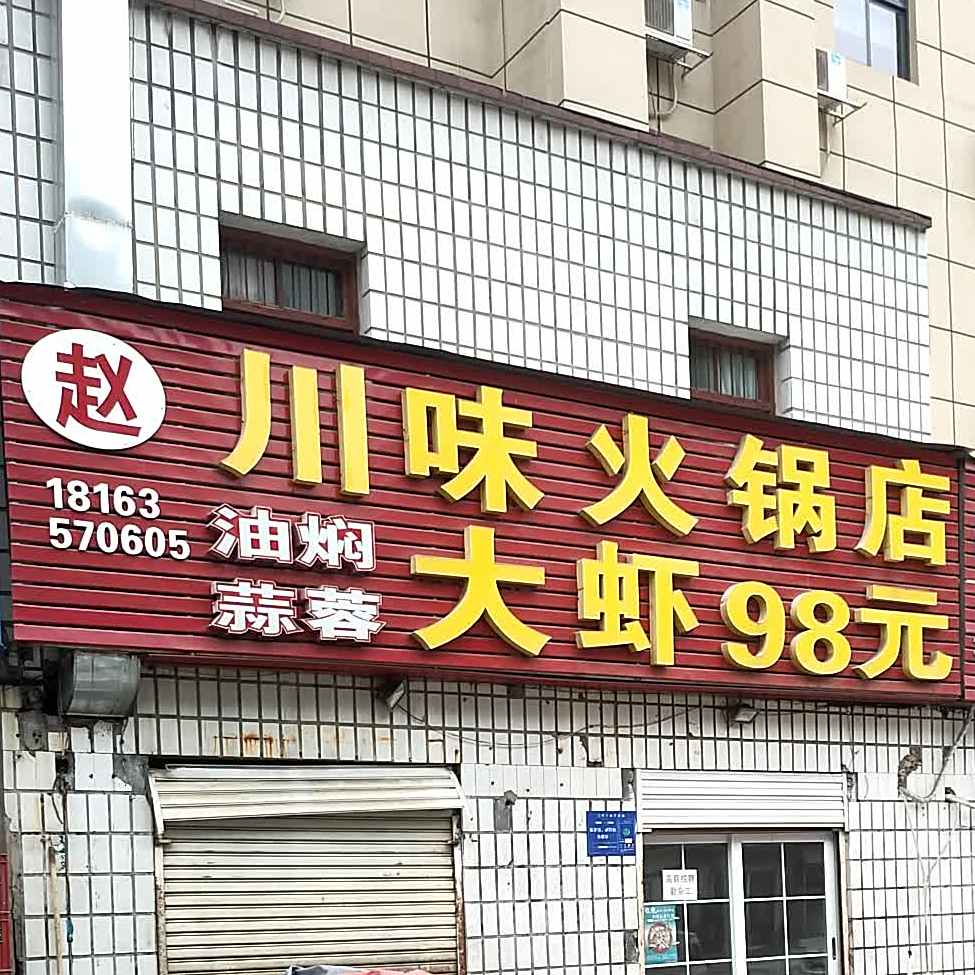 赵
川味火锅店
18163
570605
油焖
蒜蓉
大虾98元